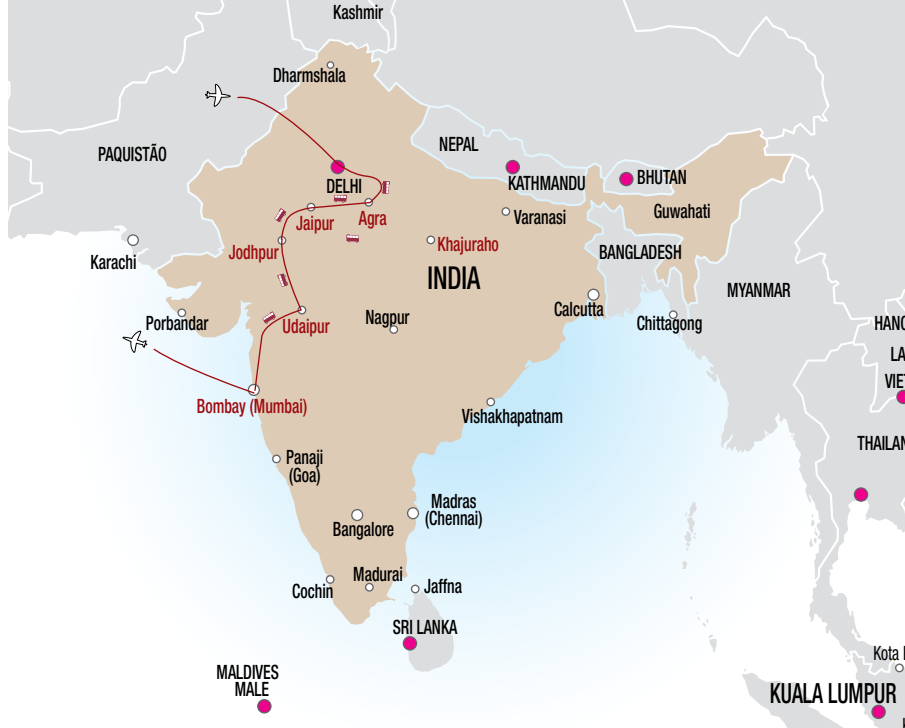 Kashmir
Dharmshala
PAQUISTÃO
NEPAL
DELHI
KATHMANDU
BHUTAN
Jaipur
Agra
Varanasi
Guwahati
Jodhpur
Khajuraho
Karachi
BANGLADESH
INDIA
MYANMAR
Porbandar
Udaipur
Nagpur
Calcutta
Chittagong
HANO
LA
VIET
Bombay (Mumbai)
Vishakhapatnam
THAILAN
Panaji
(Goa)
Madras
(Chennai)
Bangalore
Cochin
Madurai
Jaffna
SRI LANKA
MALDIVES
MALE
Kota
KUALA LUMPUR